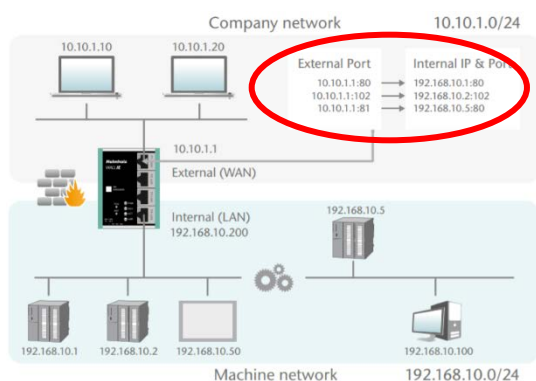 Company network 10.10.1.0/24
10.10.1.10 10.10.1.20
External Port Internal IP & Port
10.10.1.1:80 192.168.10.1:80
10.10.1.1:102 192.168.10.2:102
10.10.1.1:81 192.168.10.5:80
10.10.1.1
External (WAN)
Helmholz
Internal (LAN)
192.168.10.200
192.168.10.5
192.168.10.1 192.168.10.2 192.168.10.50 192.168.10.100
Machine network 192.168.10.0/24